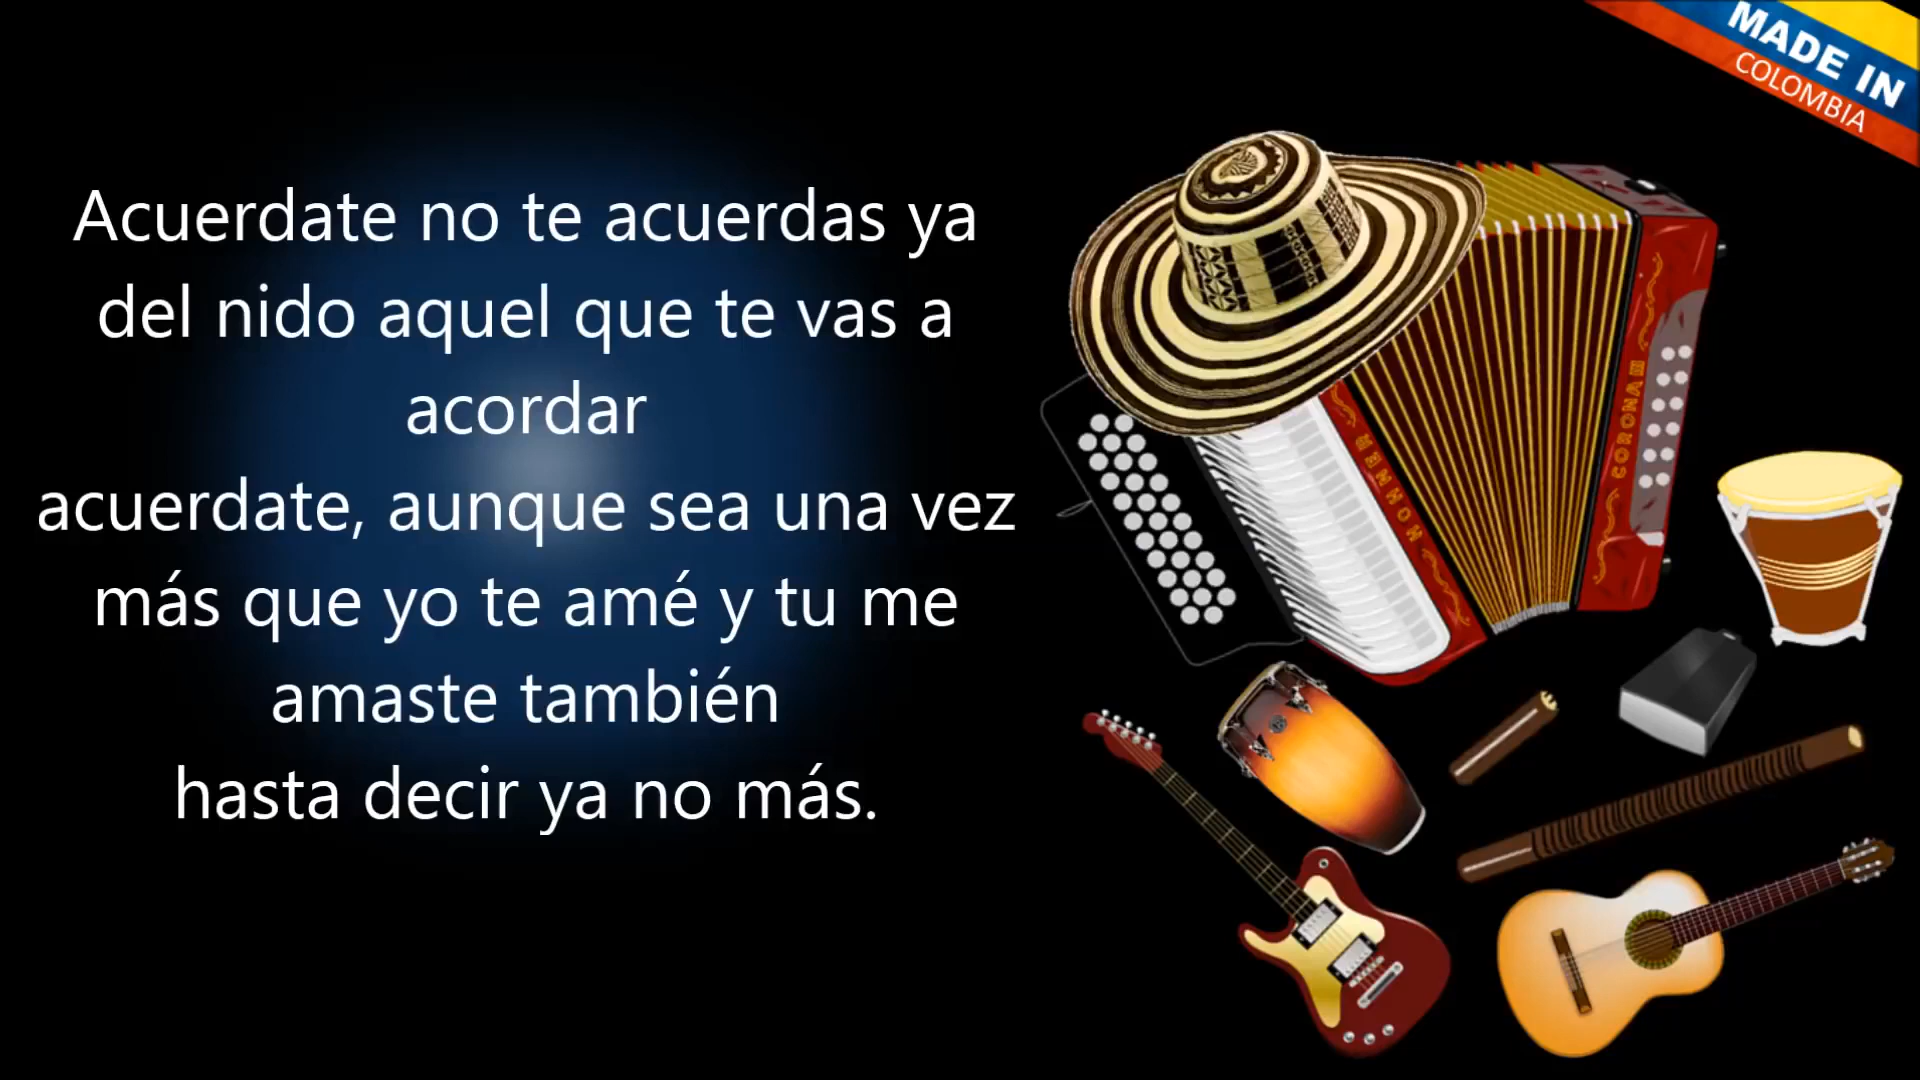 MADE IN
COLOMBIA
Acuerdate no te acuerdas ya
del nido aquel que te vas a
acordar
acuerdate, aunque sea una vez
más que yo te amé y tu me
amaste también
hasta decir ya no más.
HOHNER
CORONA III